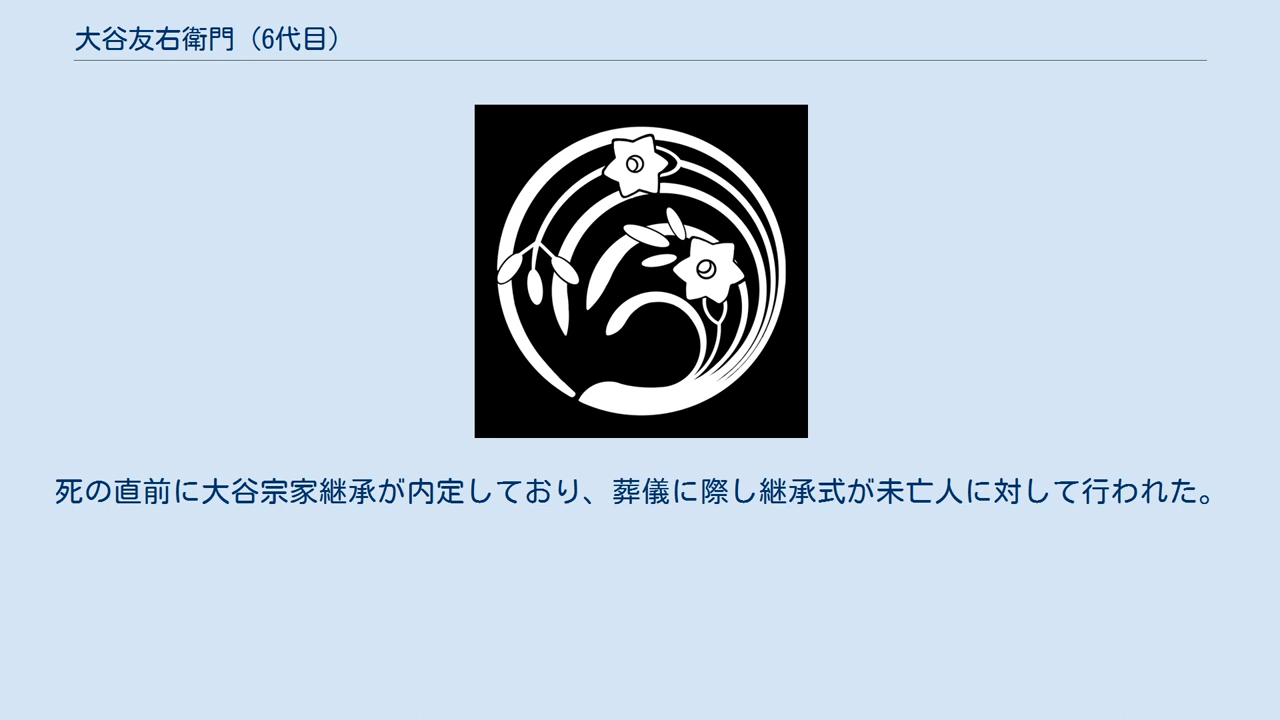 大谷友右衛門（6代目）
死の直前に大谷宗家継承が内定しており、葬儀に際し継承式が未亡人に対して行われた。